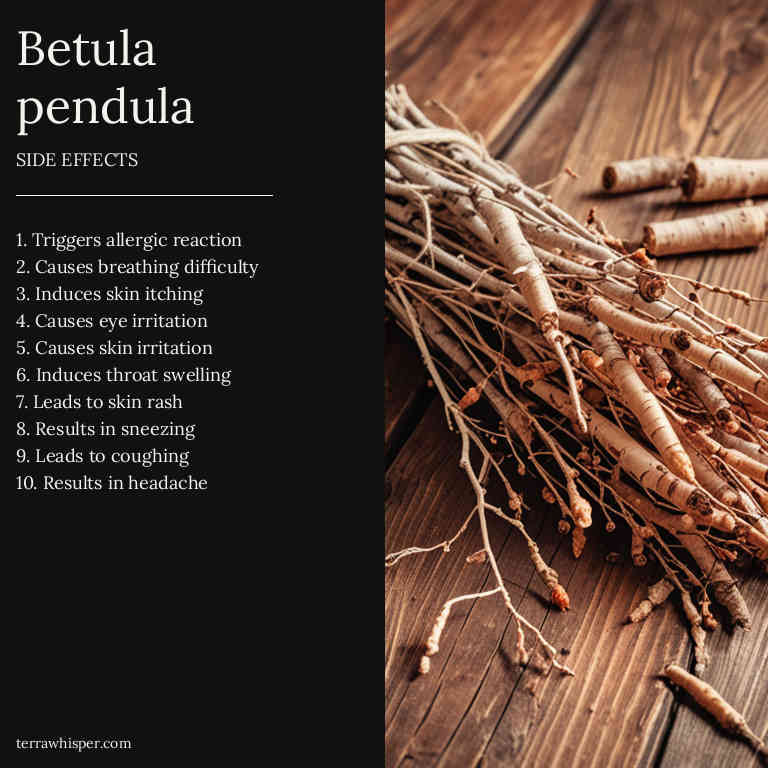 Betula
pendula
SIDE EFFECTS
1. Triggers allergic reaction
2. Causes breathing difficulty
3. Induces skin itching
4. Causes eye irritation
5. Causes skin irritation
6. Induces throat swelling
7. Leads to skin rash
8. Results in sneezing
9. Leads to coughing
10. Results in headache
terrawhisper.com